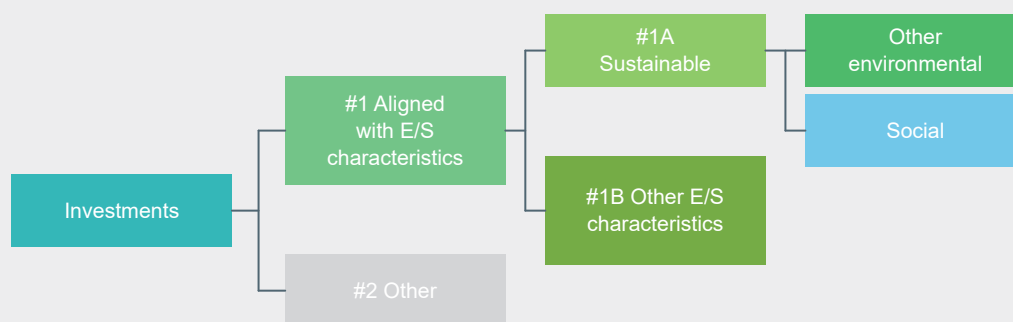 Investments
#1 Aligned
with E/S
characteristics
#2 Other
#1A
Sustainable
#1B Other E/S
characteristics
Other
environmental
Social